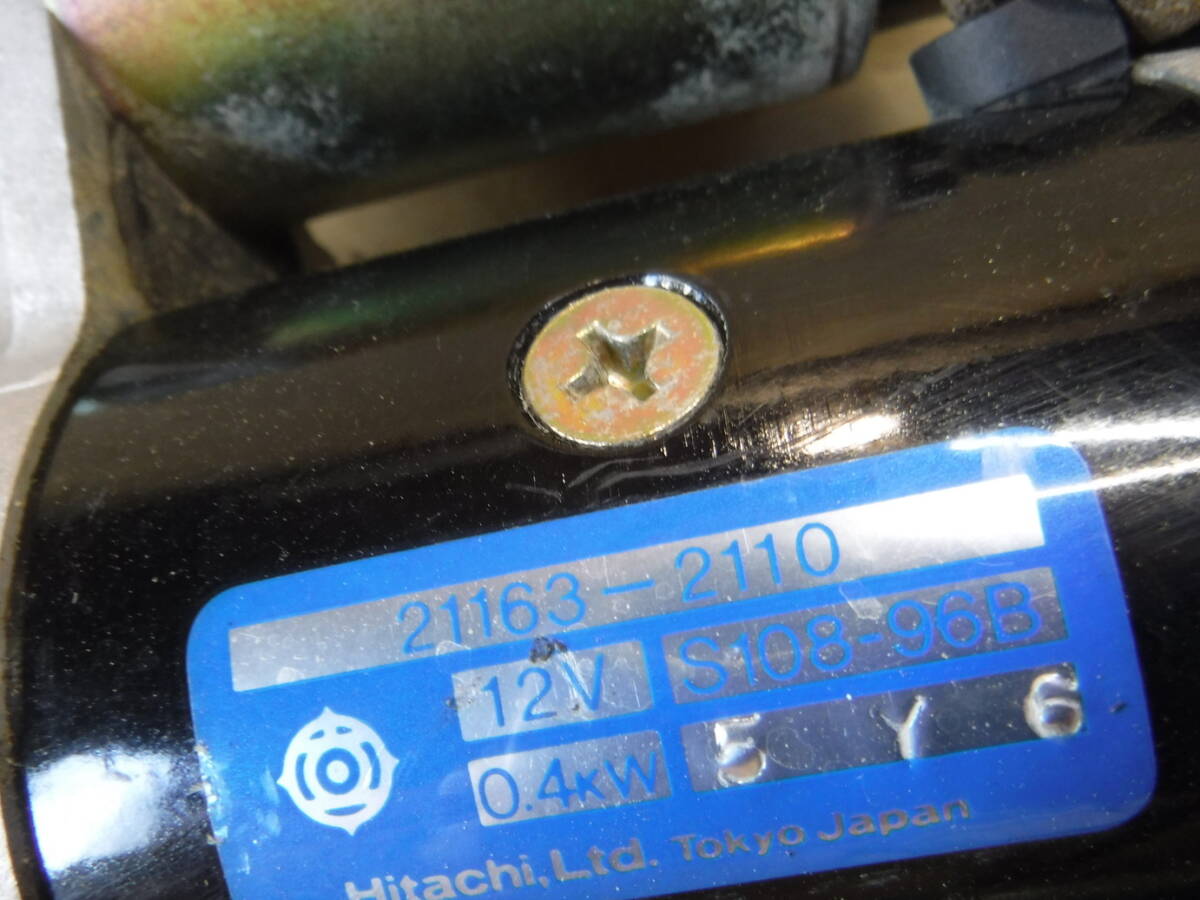 21163-2110
12V S108-96B
0.4KW 5 Y 6
Hitachi, Ltd. Tokyo Japan